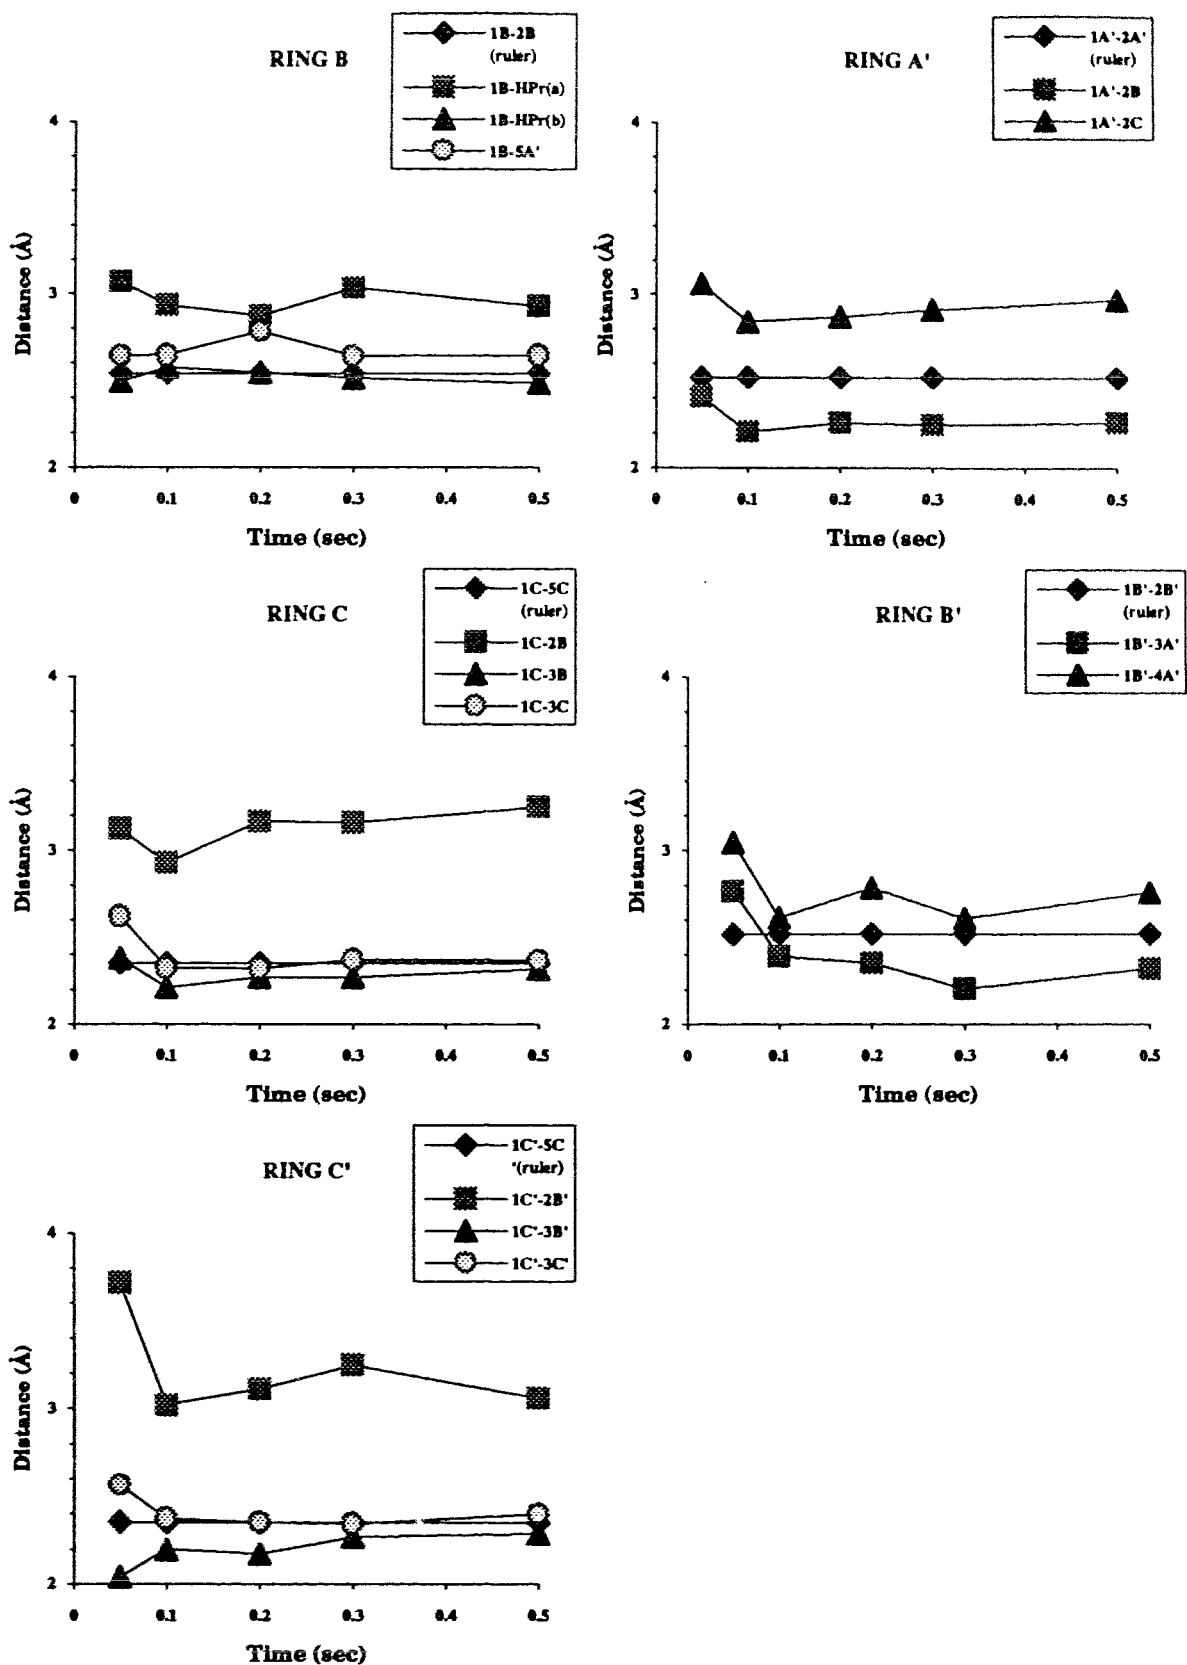 RING B
1B-2B
(ruler)
1B-HPr(a)
1B-HPr(b)
1B-5A'
4
3
2
Distance (Å)
0 0.1 0.2 0.3 0.4 0.5
Time (sec)
RING A'
1A'-2A'
(ruler)
1A'-2B
1A'-2C
4
3
2
Distance (Å)
0 0.1 0.2 0.3 0.4 0.5
Time (sec)
RING C
1C-5C
(ruler)
1C-2B
1C-3B
1C-3C
4
3
2
Distance (Å)
0 0.1 0.2 0.3 0.4 0.5
Time (sec)
RING B'
1B'-2B'
(ruler)
1B'-3A'
1B'-4A'
4
3
2
Distance (Å)
0 0.1 0.2 0.3 0.4 0.5
Time (sec)
RING C'
1C'-5C
'(ruler)
1C'-2B'
1C'-3B'
1C'-3C'
4
3
2
Distance (Å)
0 0.1 0.2 0.3 0.4 0.5
Time (sec)